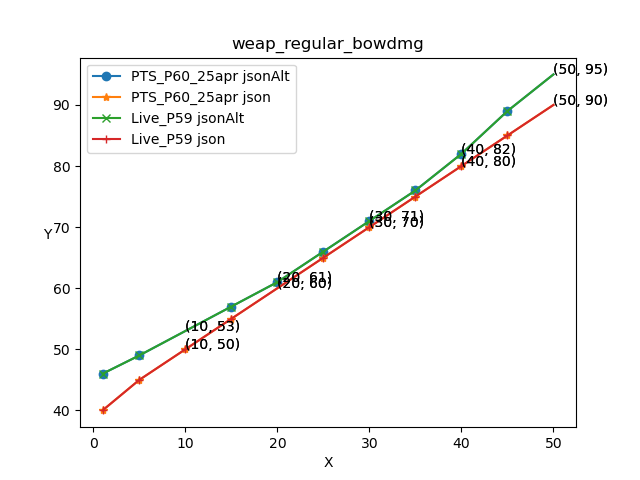 weap_regular_bowdmg
PTS_P60_25apr jsonAlt
PTS_P60_25apr json
Live_P59 jsonAlt
Live_P59 json
(50, 95)
(50, 90)
(40, 82)
(40, 80)
(30, 71)
(30, 70)
(20, 61)
(20, 60)
(10, 53)
(10, 50)
Y
90
80
70
60
50
40
0 10 20 30 40 50
X